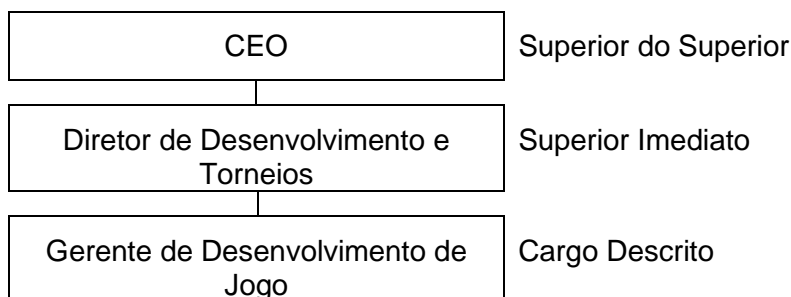 CEO
Superior do Superior
Diretor de Desenvolvimento e
Torneios
Superior Imediato
Gerente de Desenvolvimento de
Jogo
Cargo Descrito